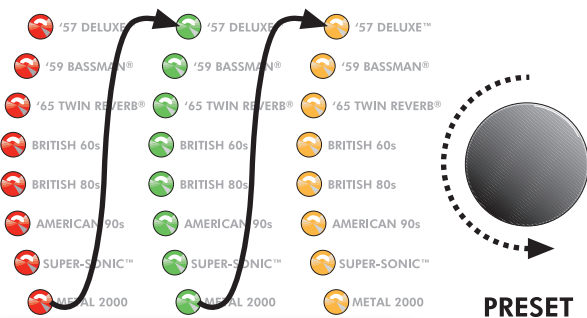 ‘57 DELUXE™ ‘57 DELUXE™ ‘57 DELUXE™
‘59 BASSMAN® ‘59 BASSMAN® ‘59 BASSMAN®
‘65 TWIN REVERB® ‘65 TWIN REVERB® ‘65 TWIN REVERB®
BRITISH 60s BRITISH 60s BRITISH 60s
BRITISH 80s BRITISH 80s BRITISH 80s
AMERICAN 90s AMERICAN 90s AMERICAN 90s
SUPER-SONIC™ SUPER-SONIC™ SUPER-SONIC™
METAL 2000 METAL 2000 METAL 2000
PRESET